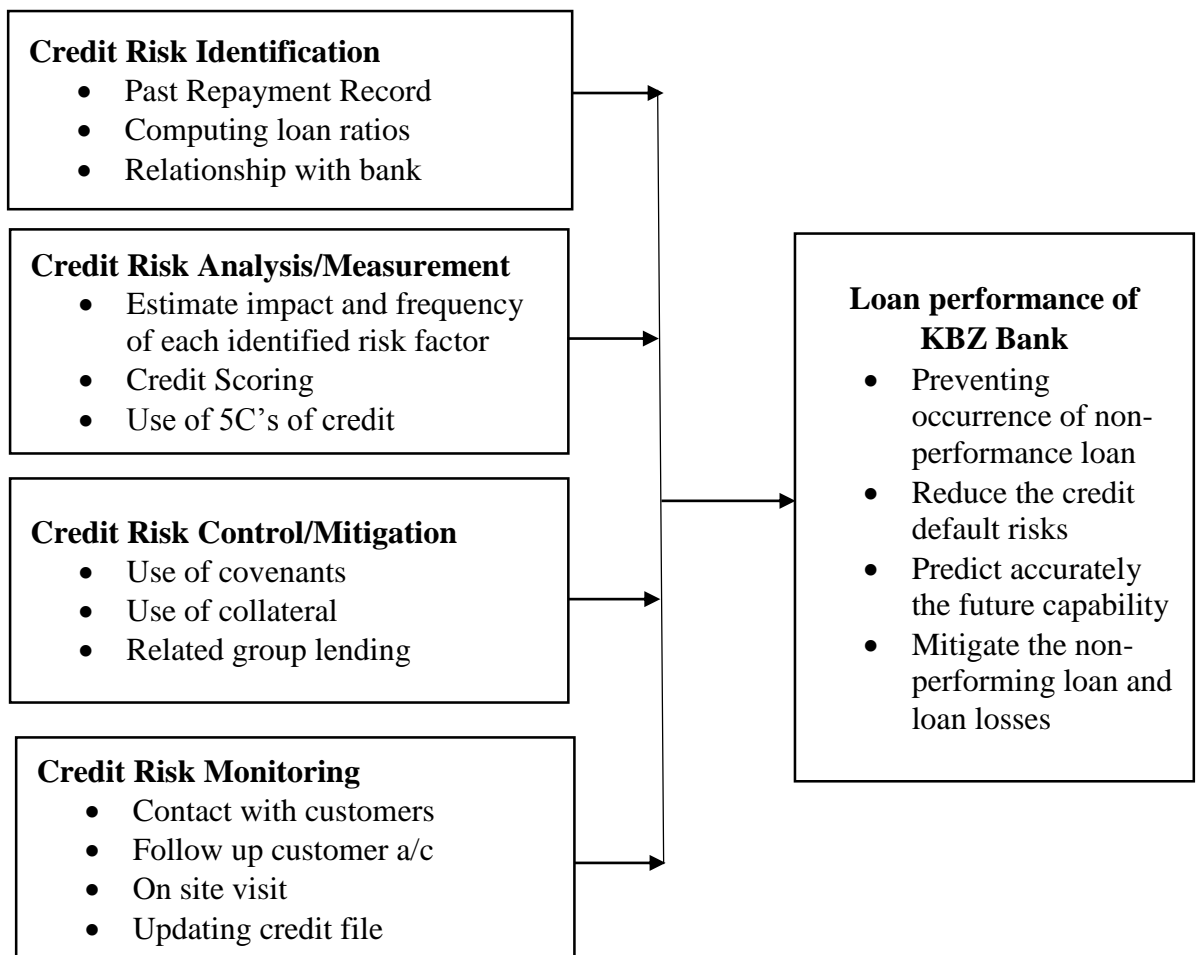 Credit Risk Identification
• Past Repayment Record
• Computing loan ratios
• Relationship with bank
Credit Risk Analysis/Measurement
• Estimate impact and frequency
of each identified risk factor
• Credit Scoring
• Use of 5C’s of credit
Credit Risk Control/Mitigation
• Use of covenants
• Use of collateral
• Related group lending
Credit Risk Monitoring
• Contact with customers
• Follow up customer a/c
• On site visit
• Updating credit file
Loan performance of
KBZ Bank
• Preventing
occurrence of non-
performance loan
• Reduce the credit
default risks
• Predict accurately
the future capability
• Mitigate the non-
performing loan and
loan losses